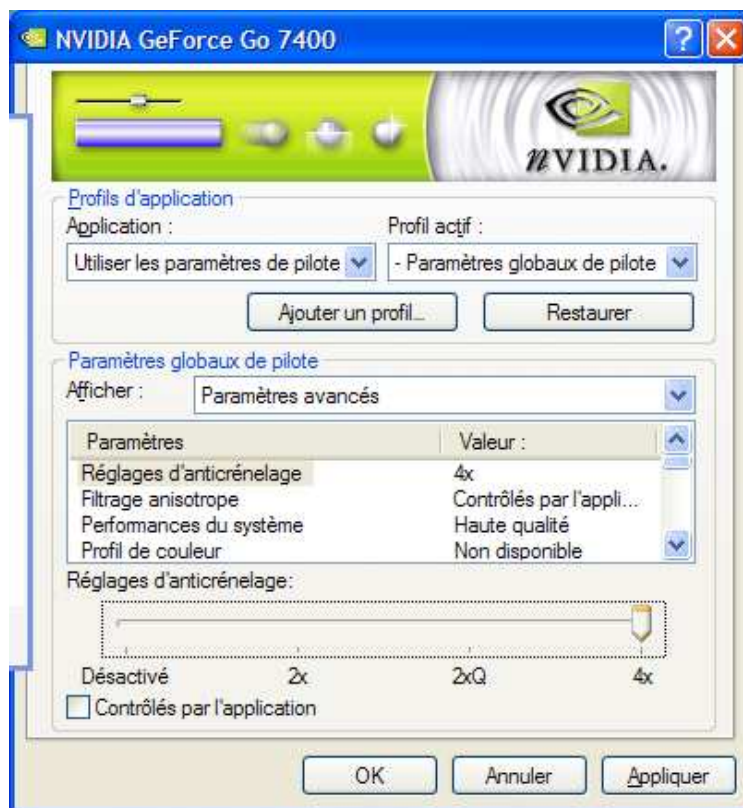 NVIDIA GeForce Go 7400
nVIDIA.
Profils d'application
Application :
Profil actif :
Utiliser les paramètres de pilote
- Paramètres globaux de pilote
Ajouter un profil...
Restaurer
Paramètres globaux de pilote
Afficher :
Paramètres avancés
Paramètres
Valeur :
Réglages d'anticrénelage
4x
Filtrage anisotrope
Contrôlés par l'appli...
Performances du système
Haute qualité
Profil de couleur
Non disponible
Réglages d'anticrénelage:
Désactivé
2x
2xQ
4x
Contrôlés par l'application
OK
Annuler
Appliquer